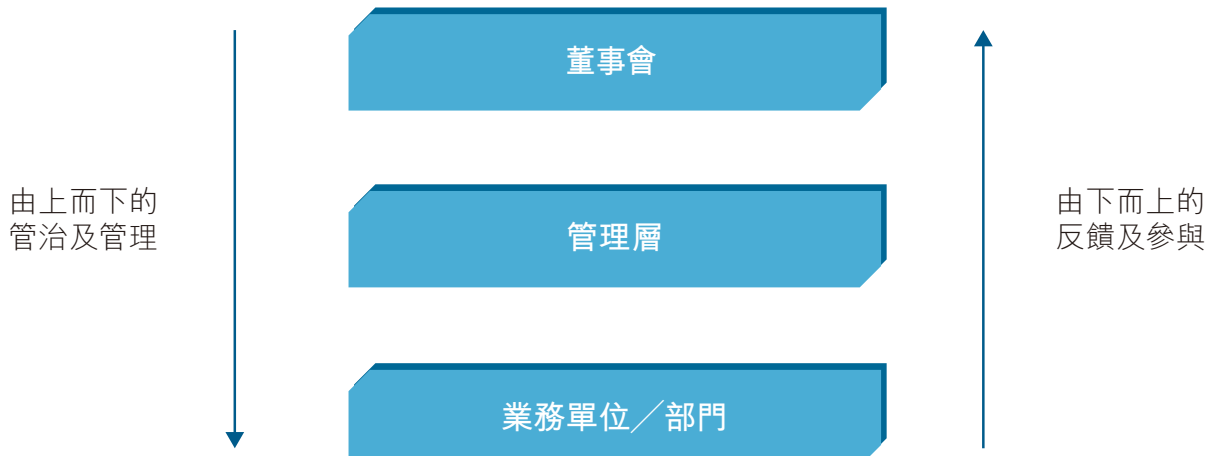 董事會
由上而下的
管治及管理
管理層
由下而上的
反饋及參與
業務單位／部門